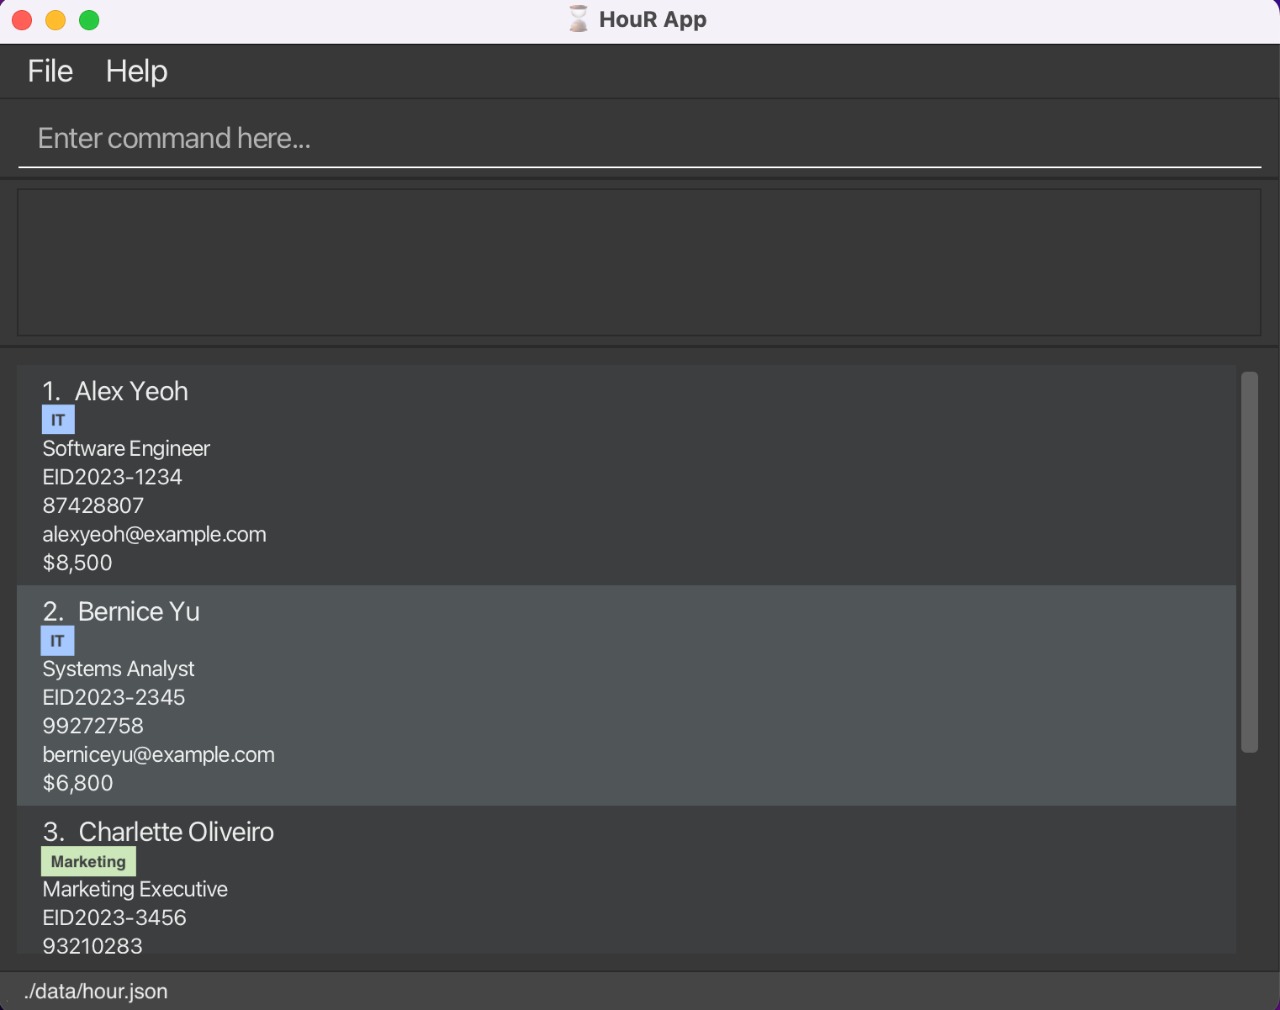 HouR App
File Help
Enter command here...
1. Alex Yeoh
IT
Software Engineer
EID2023-1234
87428807
alexyeoh@example.com
$8,500
2. Bernice Yu
IT
Systems Analyst
EID2023-2345
99272758
berniceyu@example.com
$6,800
3. Charlette Oliveiro
Marketing
Marketing Executive
EID2023-3456
93210283
./data/hour.json